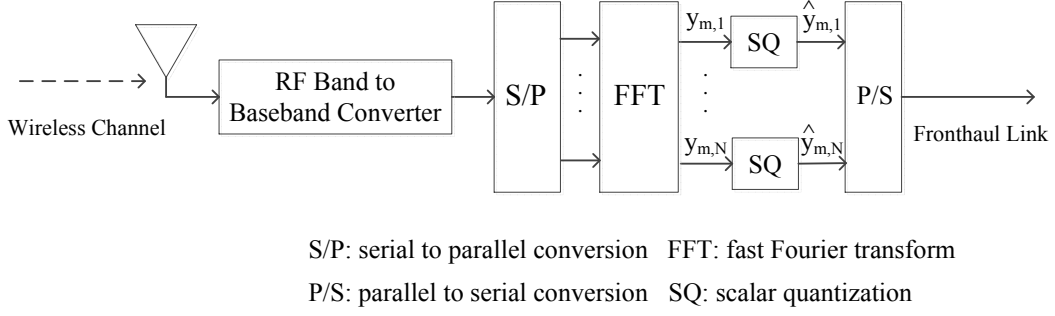 Wireless Channel
RF Band to
Baseband Converter
S/P
FFT
y_{m,1}
SQ
ŷ_{m,1}
y_{m,N}
SQ
ŷ_{m,N}
P/S
Fronthaul Link
S/P: serial to parallel conversion FFT: fast Fourier transform
P/S: parallel to serial conversion SQ: scalar quantization